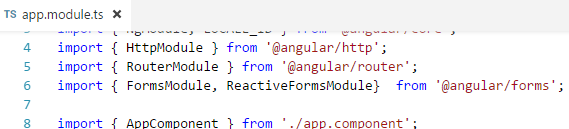 TS app.module.ts ×
3 import { NgModule, LOCALE_ID } from '@angular/core';
4 import { HttpModule } from '@angular/http';
5 import { RouterModule } from '@angular/router';
6 import { FormsModule, ReactiveFormsModule}  from '@angular/forms';
7
8 import { AppComponent } from './app.component';